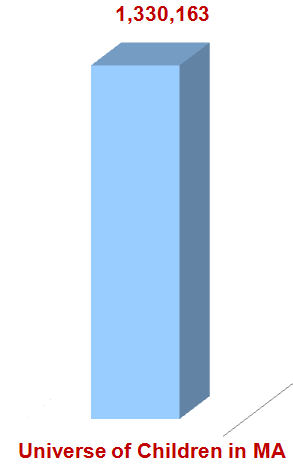 1,330,163
Universe of Children in MA